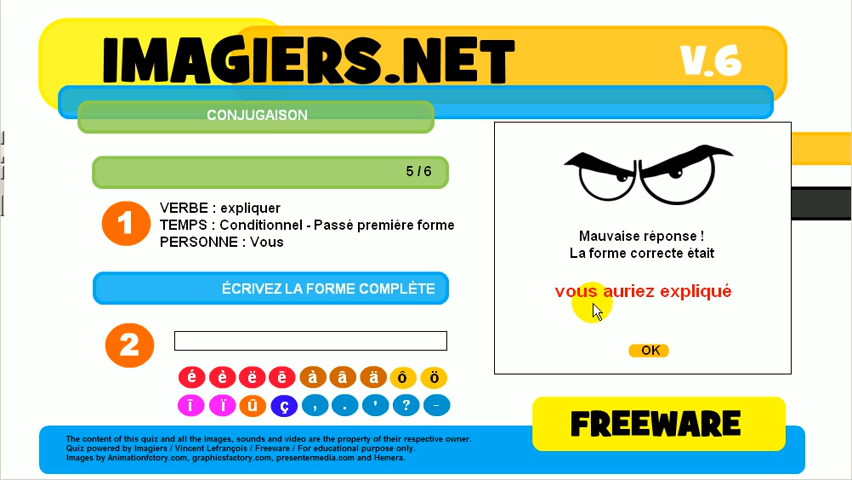 IMAGIERS.NET
V.6
CONJUGAISON
5 / 6
1
VERBE : expliquer
TEMPS : Conditionnel - Passé première forme
PERSONNE : Vous
ÉCRIVEZ LA FORME COMPLÈTE
2
é è ë ê à â ä ô ö
î ï û ç , . ' ? -
Mauvaise réponse !
La forme correcte était
vous auriez expliqué
OK
FREEWARE
The content of this quiz and all the images, sounds and video are the property of their respective owner.
Quiz powered by Imagiers / Vincent Lefrançois / Freeware / For educational purpose only.
Images by Animationfctory.com, graphicsfactory.com, presentermedia.com and Hemera.